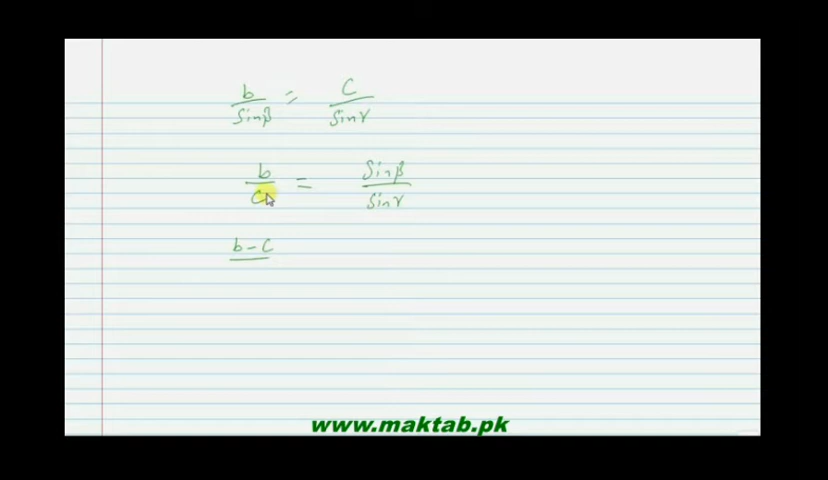 b/sinβ = c/sinγ
b/c = sinβ/sinγ
b-c
www.maktab.pk